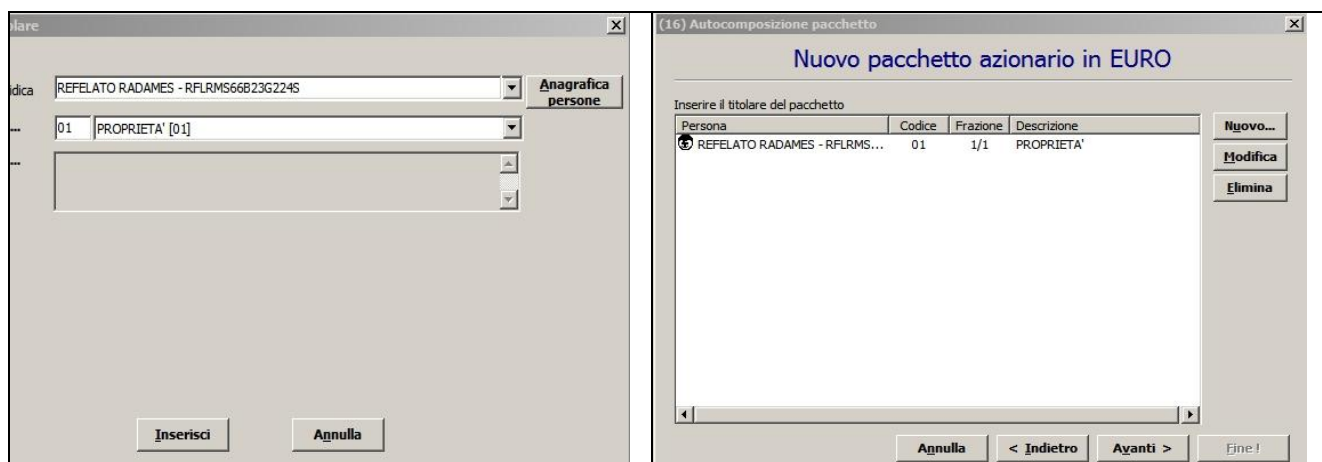 olare
idica
REFELATO RADAMES - RFLRMS66B23G224S
Anagrafica
persone
...
01
PROPRIETA' [01]
...
Inserisci
Annulla
(16) Autocomposizione pacchetto
Nuovo pacchetto azionario in EURO
Inserire il titolare del pacchetto
Persona Codice Frazione Descrizione
REFELATO RADAMES - RFLRMS... 01 1/1 PROPRIETA'
Nuovo...
Modifica
Elimina
Annulla
< Indietro
Avanti >
Fine !